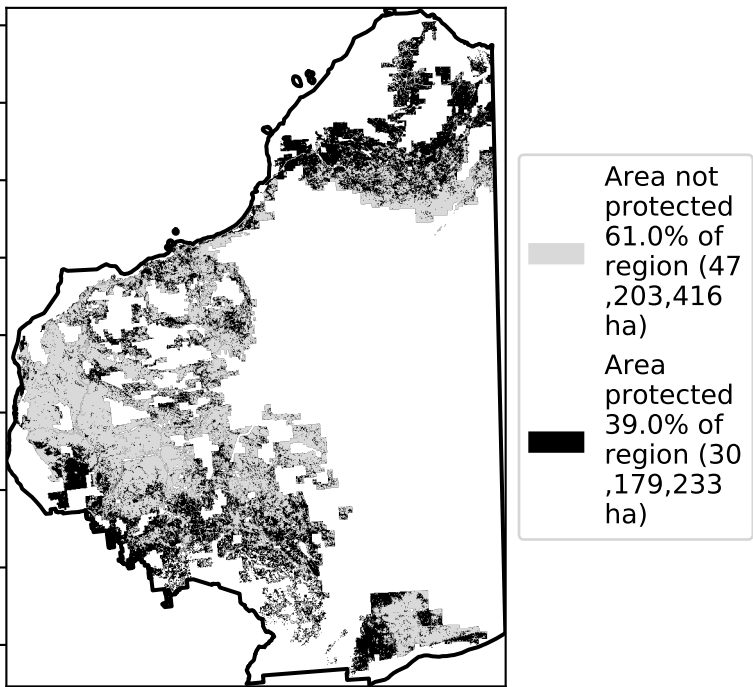 Area not
protected
61.0% of
region (47
,203,416
ha)
Area
protected
39.0% of
region (30
,179,233
ha)